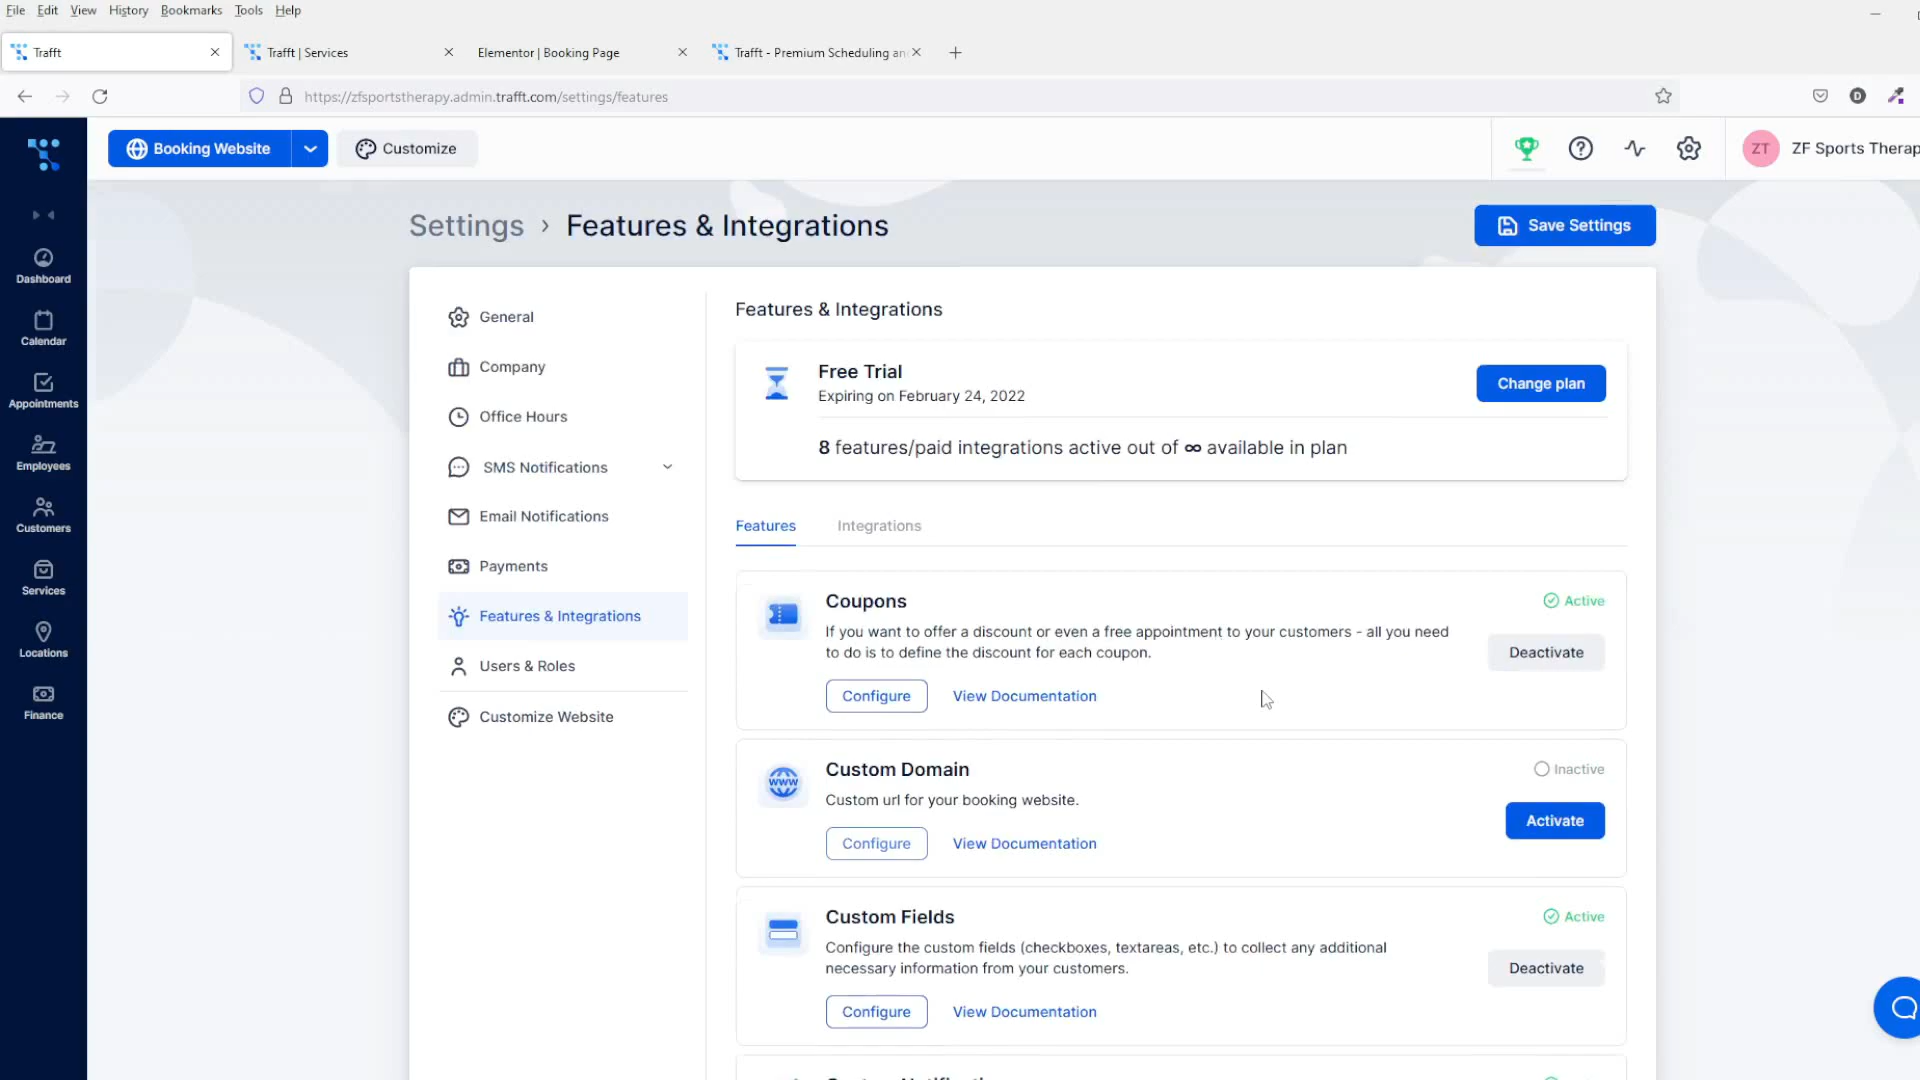 File Edit View History Bookmarks Tools Help
Trafft
Trafft | Services
Elementor | Booking Page
Trafft - Premium Scheduling an
https://zfsportstherapy.admin.trafft.com/settings/features
D
Booking Website
Customize
ZT
ZF Sports Therap
Settings › Features & Integrations
Save Settings
Dashboard
Calendar
Appointments
Employees
Customers
Services
Locations
Finance
General
Company
Office Hours
SMS Notifications
Email Notifications
Payments
Features & Integrations
Users & Roles
Customize Website
Features & Integrations
Free Trial
Expiring on February 24, 2022
Change plan
8 features/paid integrations active out of ∞ available in plan
Features
Integrations
Coupons
Active
If you want to offer a discount or even a free appointment to your customers - all you need
to do is to define the discount for each coupon.
Deactivate
Configure
View Documentation
Custom Domain
Inactive
www
Custom url for your booking website.
Activate
Configure
View Documentation
Custom Fields
Active
Configure the custom fields (checkboxes, textareas, etc.) to collect any additional
necessary information from your customers.
Deactivate
Configure
View Documentation